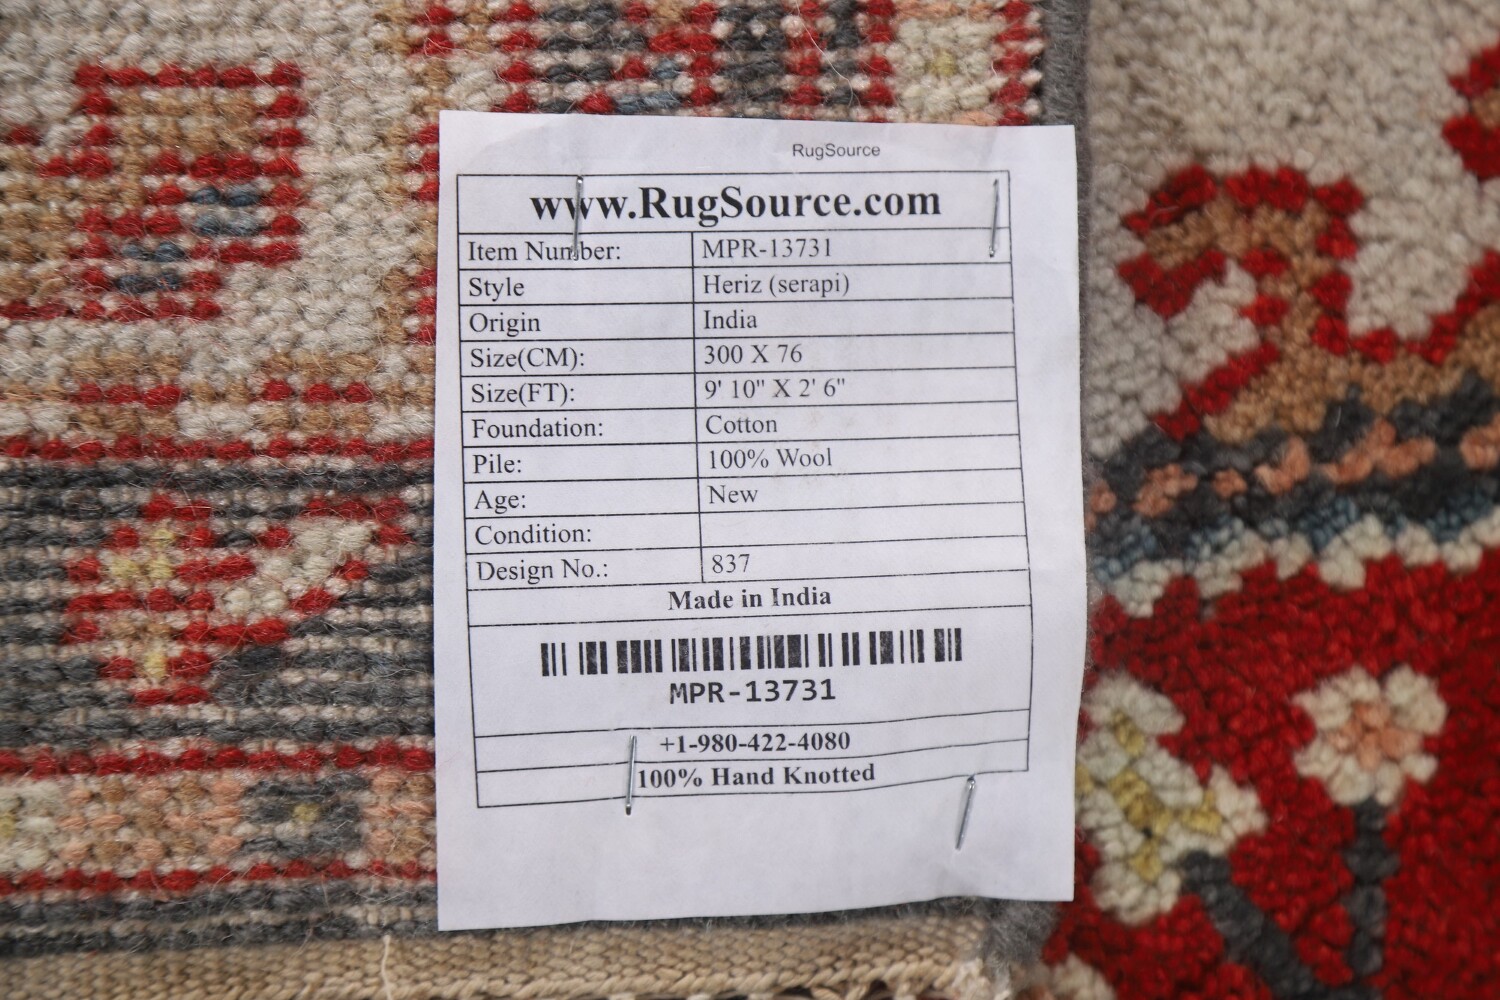 RugSource
www.RugSource.com
Item Number: MPR-13731
Style Heriz (serapi)
Origin India
Size(CM): 300 X 76
Size(FT): 9' 10" X 2' 6"
Foundation: Cotton
Pile: 100% Wool
Age: New
Condition:
Design No.: 837
Made in India
MPR-13731
+1-980-422-4080
100% Hand Knotted